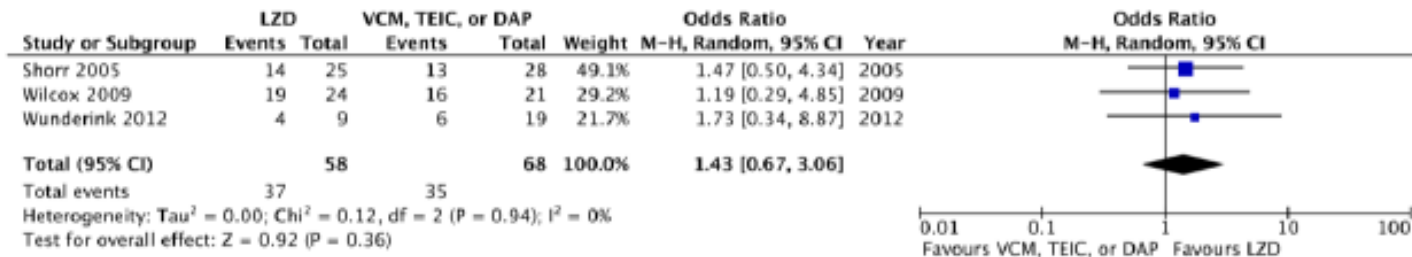 LZD VCM, TEIC, or DAP Odds Ratio Odds Ratio
Study or Subgroup Events Total Events Total Weight M-H, Random, 95% CI Year M-H, Random, 95% CI
Shorr 2005 14 25 13 28 49.1% 1.47 [0.50, 4.34] 2005
Wilcox 2009 19 24 16 21 29.2% 1.19 [0.29, 4.85] 2009
Wunderink 2012 4 9 6 19 21.7% 1.73 [0.34, 8.87] 2012
Total (95% CI) 58 68 100.0% 1.43 [0.67, 3.06]
Total events 37 35
Heterogeneity: Tau² = 0.00; Chi² = 0.12, df = 2 (P = 0.94); I² = 0%
Test for overall effect: Z = 0.92 (P = 0.36)
0.01 0.1 1 10 100
Favours VCM, TEIC, or DAP Favours LZD